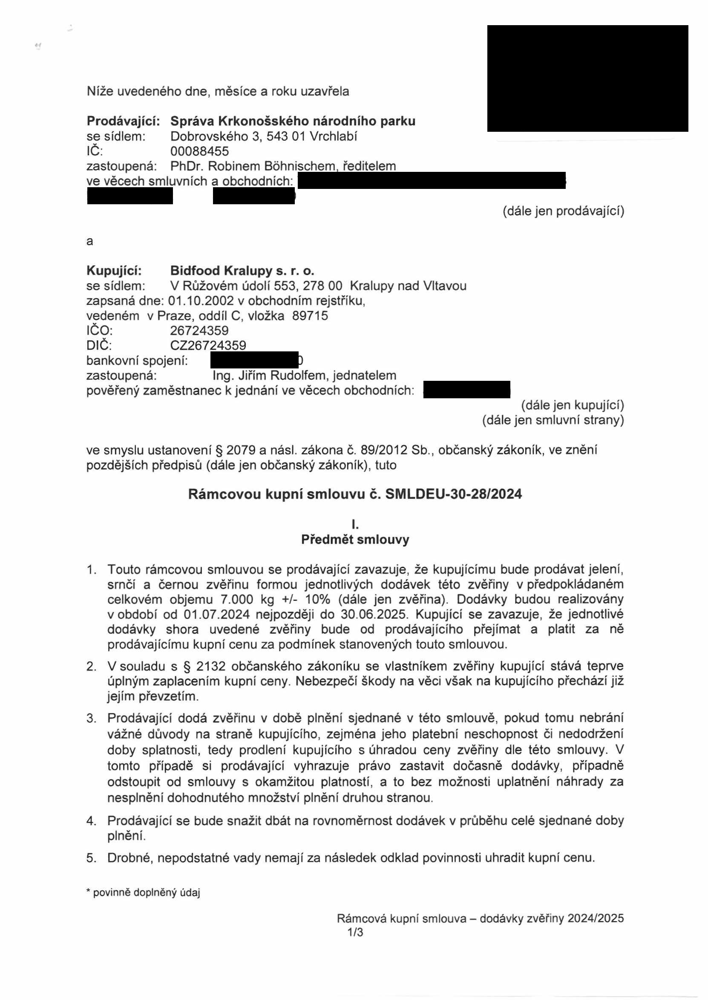 Níže uvedeného dne, měsíce a roku uzavřela
Prodávající: Správa Krkonošského národního parku
se sídlem: Dobrovského 3, 543 01 Vrchlabí
IČ: 00088455
zastoupená: PhDr. Robinem Böhnischem, ředitelem
ve věcech smluvních a obchodních:
(dále jen prodávající)
a
Kupující: Bidfood Kralupy s. r. o.
se sídlem: V Růžovém údolí 553, 278 00 Kralupy nad Vltavou
zapsaná dne: 01.10.2002 v obchodním rejstříku,
vedeném v Praze, oddíl C, vložka 89715
IČO: 26724359
DIČ: CZ26724359
bankovní spojení: 0
zastoupená: Ing. Jiřím Rudolfem, jednatelem
pověřený zaměstnanec k jednání ve věcech obchodních:
(dále jen kupující)
(dále jen smluvní strany)
ve smyslu ustanovení § 2079 a násl. zákona č. 89/2012 Sb., občanský zákoník, ve znění
pozdějších předpisů (dále jen občanský zákoník), tuto
Rámcovou kupní smlouvu č. SMLDEU-30-28/2024
I.
Předmět smlouvy
1. Touto rámcovou smlouvou se prodávající zavazuje, že kupujícímu bude prodávat jelení,
srnčí a černou zvěřinu formou jednotlivých dodávek této zvěřiny v předpokládaném
celkovém objemu 7.000 kg +/- 10% (dále jen zvěřina). Dodávky budou realizovány
v období od 01.07.2024 nejpozději do 30.06.2025. Kupující se zavazuje, že jednotlivé
dodávky shora uvedené zvěřiny bude od prodávajícího přejímat a platit za ně
prodávajícímu kupní cenu za podmínek stanovených touto smlouvou.
2. V souladu s § 2132 občanského zákoníku se vlastníkem zvěřiny kupující stává teprve
úplným zaplacením kupní ceny. Nebezpečí škody na věci však na kupujícího přechází již
jejím převzetím.
3. Prodávající dodá zvěřinu v době plnění sjednané v této smlouvě, pokud tomu nebrání
vážné důvody na straně kupujícího, zejména jeho platební neschopnost či nedodržení
doby splatnosti, tedy prodlení kupujícího s úhradou ceny zvěřiny dle této smlouvy. V
tomto případě si prodávající vyhrazuje právo zastavit dočasně dodávky, případně
odstoupit od smlouvy s okamžitou platností, a to bez možnosti uplatnění náhrady za
nesplnění dohodnutého množství plnění druhou stranou.
4. Prodávající se bude snažit dbát na rovnoměrnost dodávek v průběhu celé sjednané doby
plnění.
5. Drobné, nepodstatné vady nemají za následek odklad povinnosti uhradit kupní cenu.
* povinně doplněný údaj
Rámcová kupní smlouva – dodávky zvěřiny 2024/2025
1/3